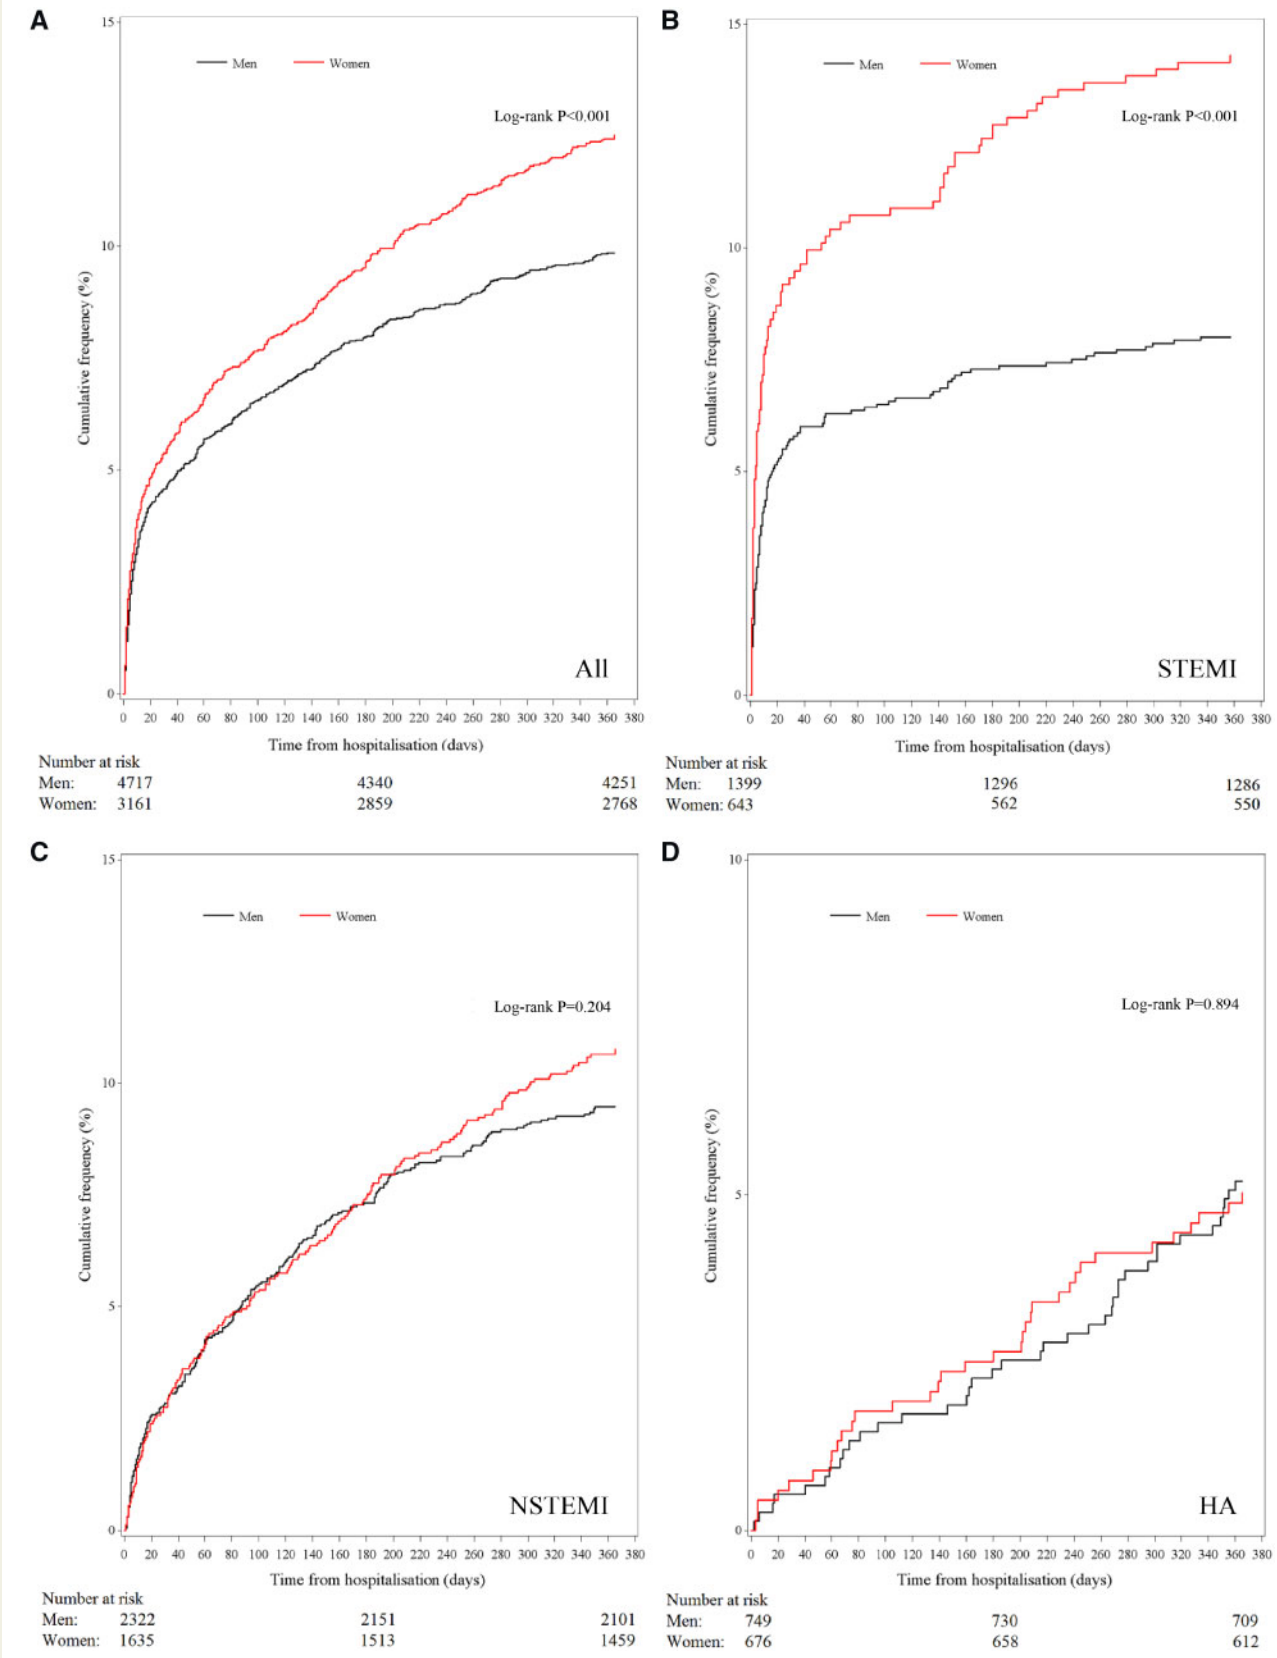 A
15
10
5
0
Cumulative frequency (%)
Men Women
Log-rank P<0.001
All
0 20 40 60 80 100 120 140 160 180 200 220 240 260 280 300 320 340 360 380
Time from hospitalisation (days)
Number at risk
Men: 4717 4340 4251
Women: 3161 2859 2768
B
15
10
5
0
Cumulative frequency (%)
Men Women
Log-rank P<0.001
STEMI
0 20 40 60 80 100 120 140 160 180 200 220 240 260 280 300 320 340 360 380
Time from hospitalisation (days)
Number at risk
Men: 1399 1296 1286
Women: 643 562 550
C
15
10
5
0
Cumulative frequency (%)
Men Women
Log-rank P=0.204
NSTEMI
0 20 40 60 80 100 120 140 160 180 200 220 240 260 280 300 320 340 360 380
Time from hospitalisation (days)
Number at risk
Men: 2322 2151 2101
Women: 1635 1513 1459
D
10
5
0
Cumulative frequency (%)
Men Women
Log-rank P=0.894
HA
0 20 40 60 80 100 120 140 160 180 200 220 240 260 280 300 320 340 360 380
Time from hospitalisation (days)
Number at risk
Men: 749 730 709
Women: 676 658 612